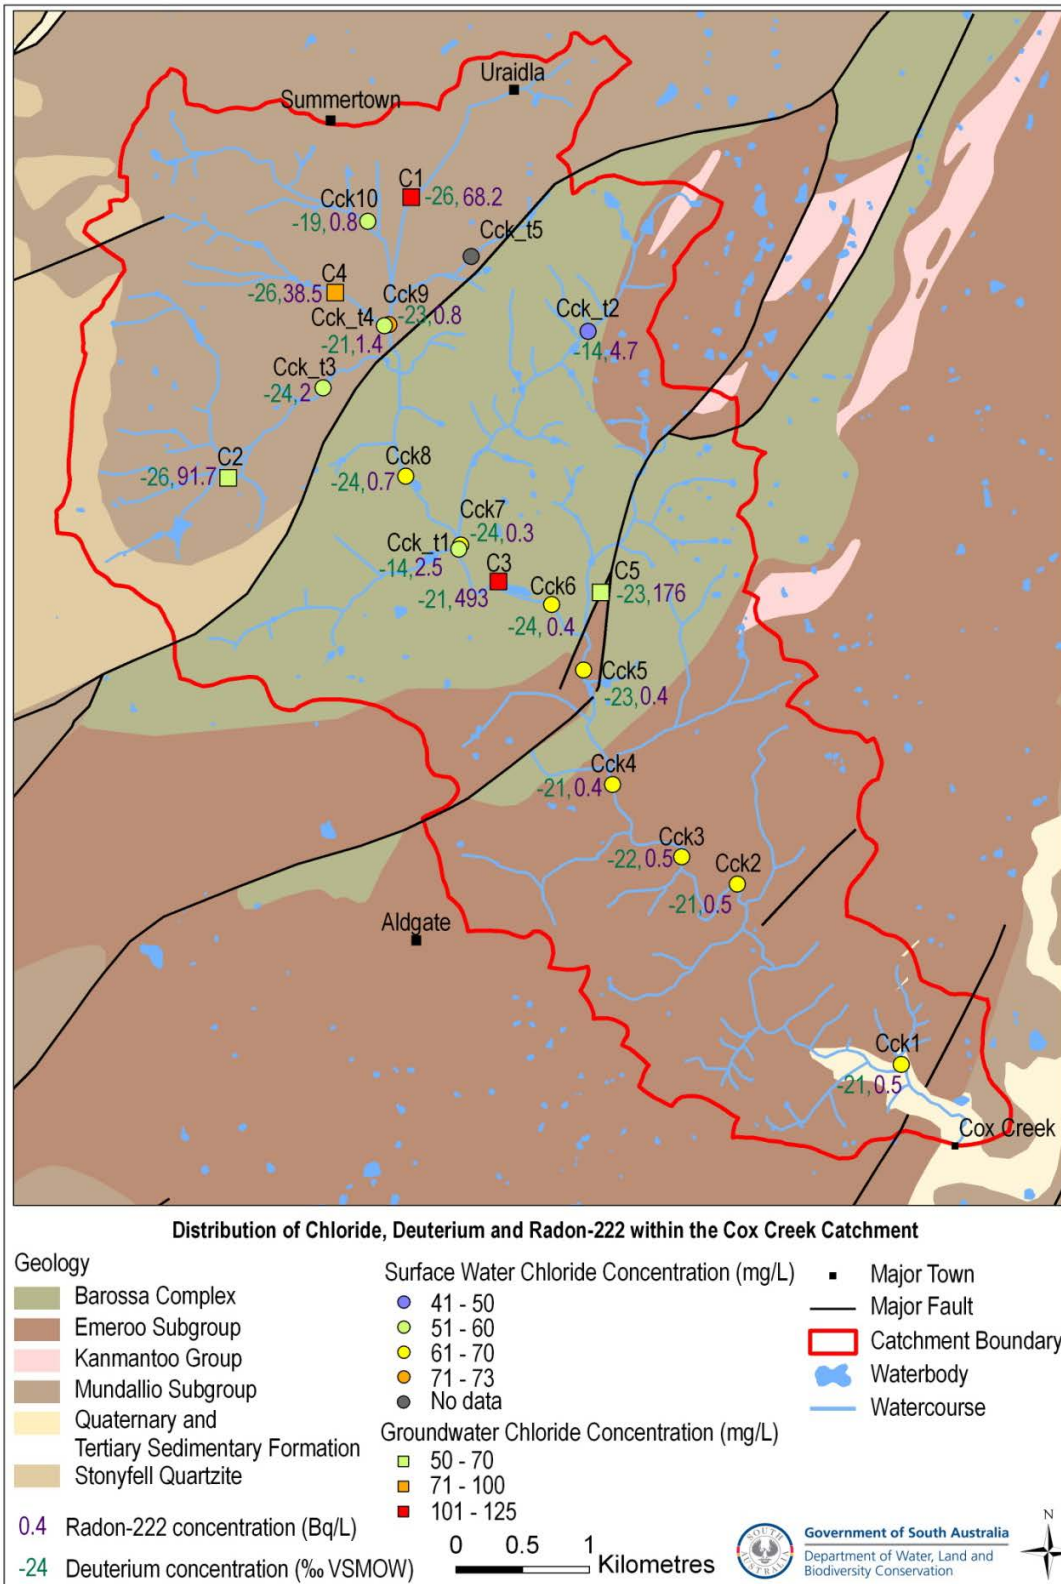 Uraidla
Summertown
C1
-26,68.2
Cck10
-19,0.8
Cck_t5
C4
-26,38.5
Cck9
-23,0.8
Cck_t4
-21,1.4
Cck_t2
-14,4.7
Cck_t3
-24,2
C2
-26,91.7
Cck8
-24,0.7
Cck7
-24,0.3
Cck_t1
-14,2.5
C3
-21,493
C5
-23,176
Cck6
-24,0.4
Cck5
-23,0.4
Cck4
-21,0.4
Cck3
-22,0.5
Cck2
-21,0.5
Aldgate
Cck1
-21,0.5
Cox Creek
Distribution of Chloride, Deuterium and Radon-222 within the Cox Creek Catchment
Geology
Barossa Complex
Emeroo Subgroup
Kanmantoo Group
Mundallio Subgroup
Quaternary and
Tertiary Sedimentary Formation
Stonyfell Quartzite
0.4 Radon-222 concentration (Bq/L)
-24 Deuterium concentration (‰ VSMOW)
Surface Water Chloride Concentration (mg/L)
41 - 50
51 - 60
61 - 70
71 - 73
No data
Groundwater Chloride Concentration (mg/L)
50 - 70
71 - 100
101 - 125
0 0.5 1
Kilometres
Major Town
Major Fault
Catchment Boundary
Waterbody
Watercourse
SOUTH AUSTRALIA
Government of South Australia
Department of Water, Land and
Biodiversity Conservation
N